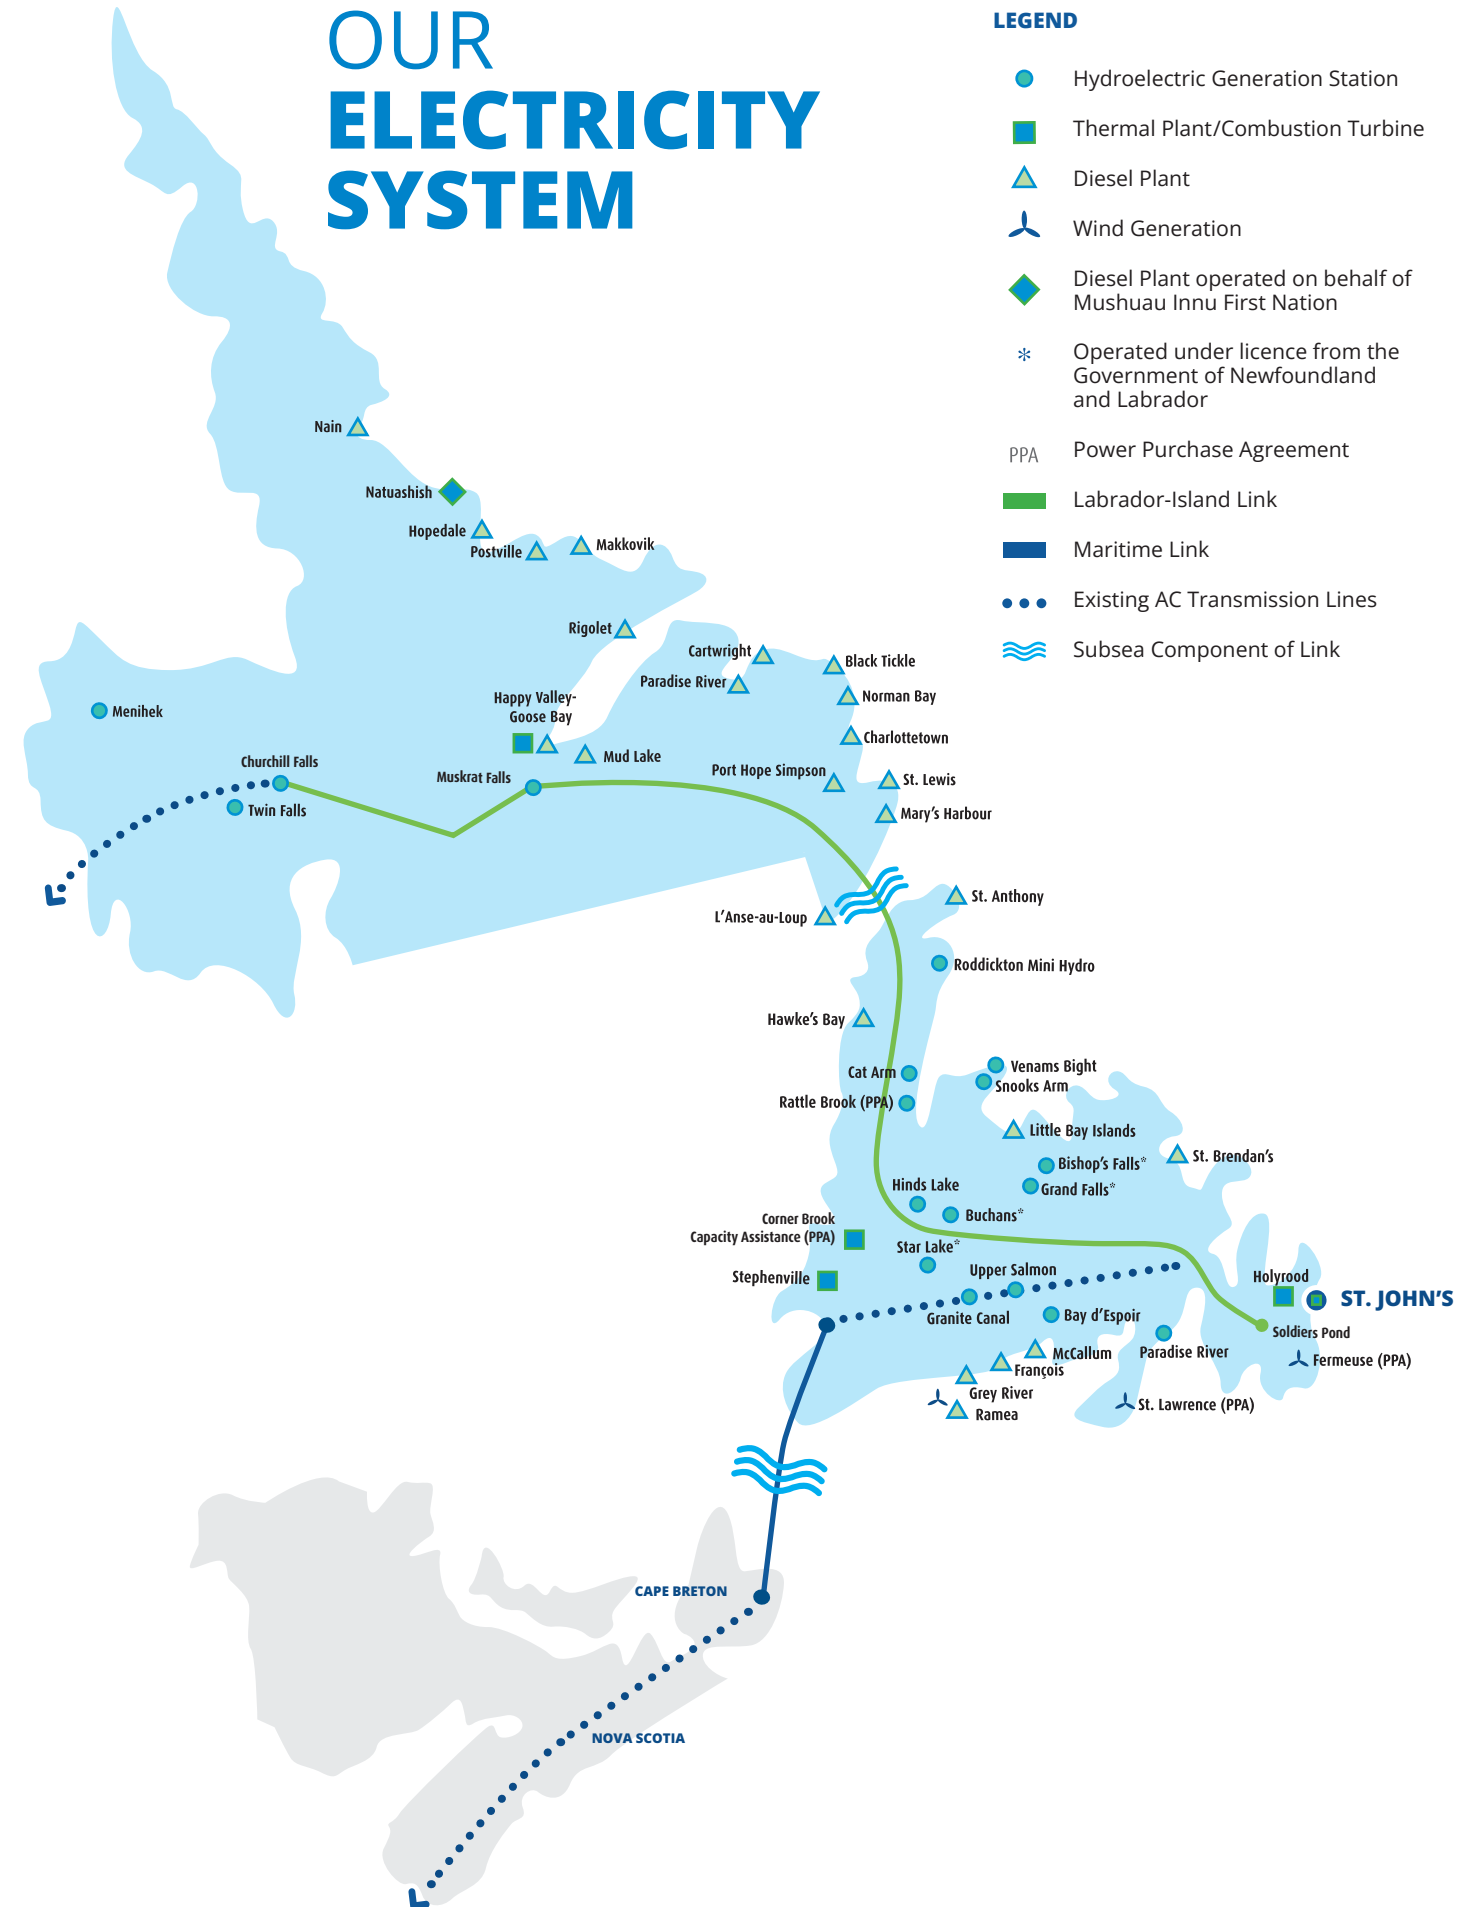 OUR
ELECTRICITY
SYSTEM
LEGEND
Hydroelectric Generation Station
Thermal Plant/Combustion Turbine
Diesel Plant
Wind Generation
Diesel Plant operated on behalf of
Mushuau Innu First Nation
* Operated under licence from the
Government of Newfoundland
and Labrador
PPA Power Purchase Agreement
Labrador-Island Link
Maritime Link
Existing AC Transmission Lines
Subsea Component of Link
Nain
Natuashish
Hopedale
Postville
Makkovik
Rigolet
Cartwright
Black Tickle
Paradise River
Norman Bay
Happy Valley-
Goose Bay
Menihek
Charlottetown
Mud Lake
Churchill Falls
Muskrat Falls
Port Hope Simpson
St. Lewis
Twin Falls
Mary's Harbour
St. Anthony
L'Anse-au-Loup
Roddickton Mini Hydro
Hawke's Bay
Venams Bight
Cat Arm
Snooks Arm
Rattle Brook (PPA)
Little Bay Islands
St. Brendan's
Bishop's Falls*
Hinds Lake
Grand Falls*
Buchans*
Corner Brook
Capacity Assistance (PPA)
Star Lake*
Upper Salmon
Stephenville
Holyrood
ST. JOHN'S
Granite Canal
Bay d'Espoir
Soldiers Pond
McCallum
Paradise River
Fermeuse (PPA)
François
Grey River
St. Lawrence (PPA)
Ramea
CAPE BRETON
NOVA SCOTIA